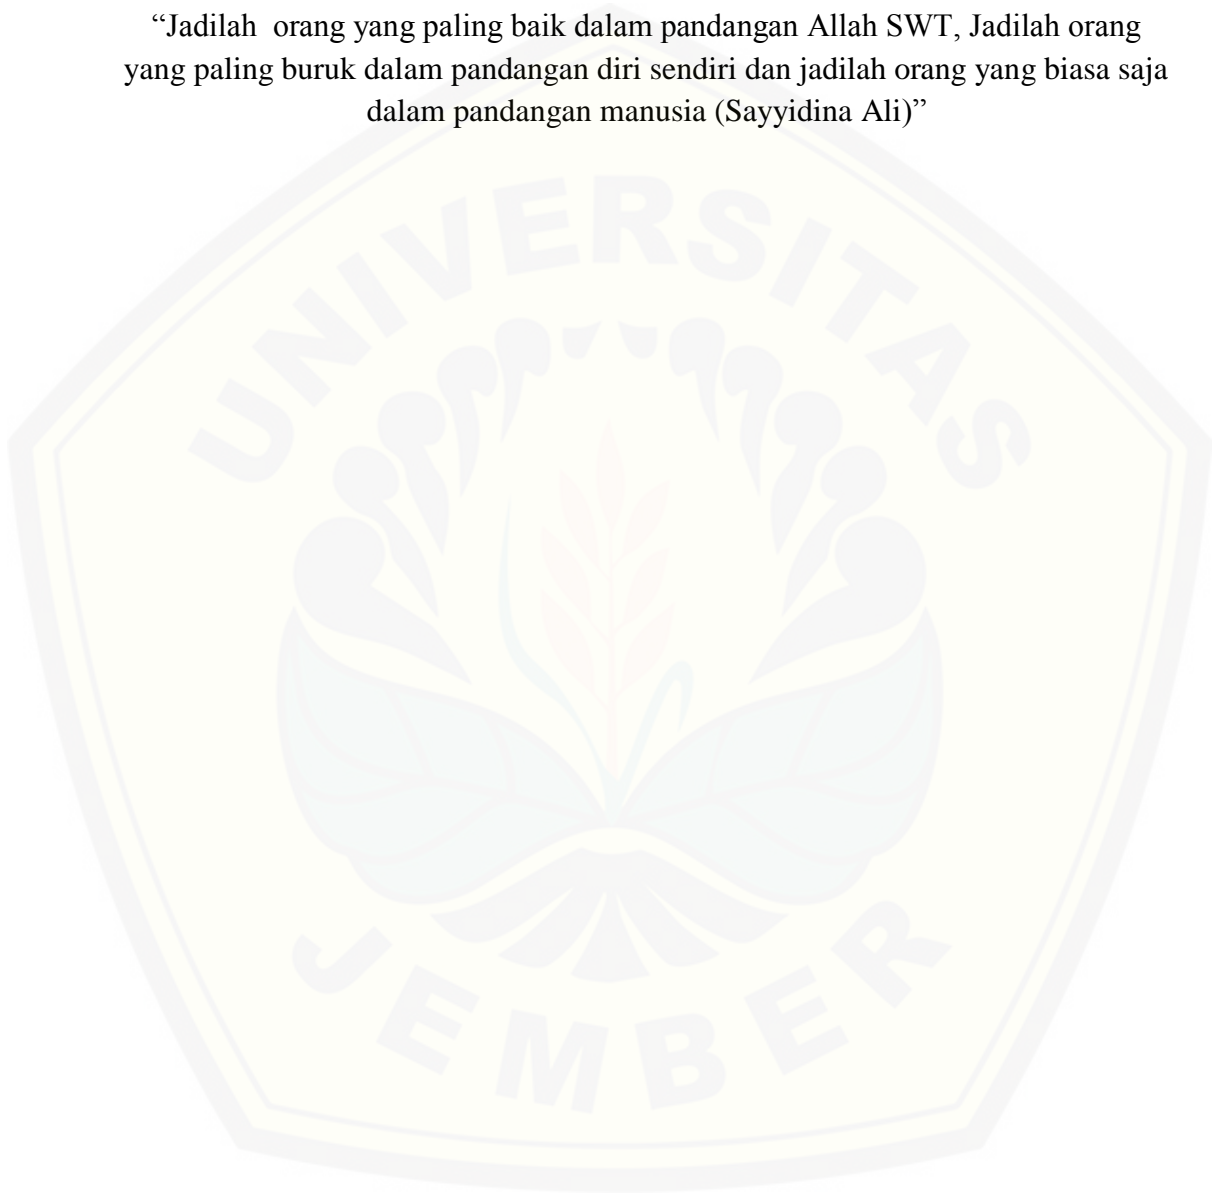 “Jadilah  orang yang paling baik dalam pandangan Allah SWT, Jadilah orang
yang paling buruk dalam pandangan diri sendiri dan jadilah orang yang biasa saja
dalam pandangan manusia (Sayyidina Ali)”
UNIVERSITAS
JEMBER